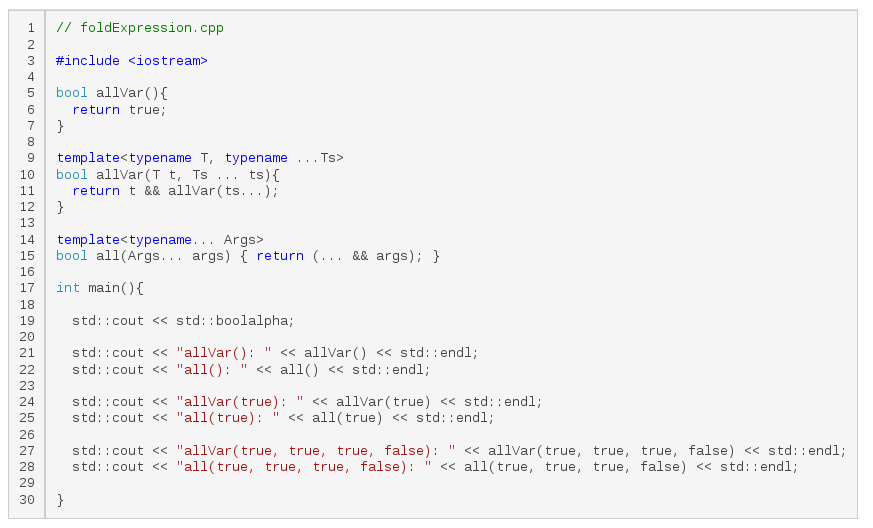 1 // foldExpression.cpp
2
3 #include <iostream>
4
5 bool allVar(){
6   return true;
7 }
8
9 template<typename T, typename ...Ts>
10 bool allVar(T t, Ts ... ts){
11   return t && allVar(ts...);
12 }
13
14 template<typename... Args>
15 bool all(Args... args) { return (... && args); }
16
17 int main(){
18
19   std::cout << std::boolalpha;
20
21   std::cout << "allVar(): " << allVar() << std::endl;
22   std::cout << "all(): " << all() << std::endl;
23
24   std::cout << "allVar(true): " << allVar(true) << std::endl;
25   std::cout << "all(true): " << all(true) << std::endl;
26
27   std::cout << "allVar(true, true, true, false): " << allVar(true, true, true, false) << std::endl;
28   std::cout << "all(true, true, true, false): " << all(true, true, true, false) << std::endl;
29
30 }